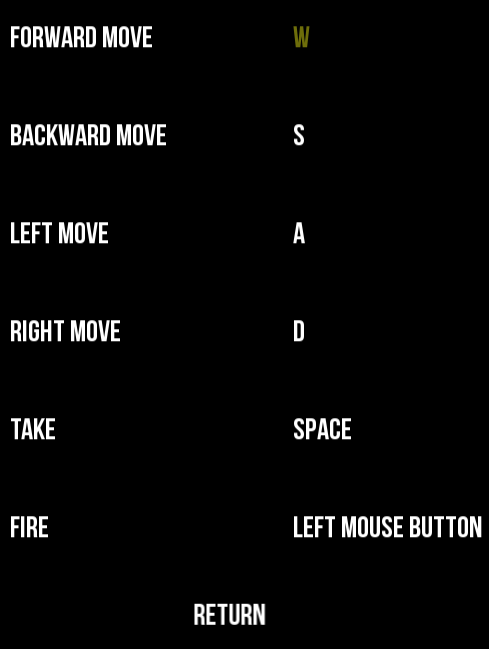 FORWARD MOVE W
BACKWARD MOVE S
LEFT MOVE A
RIGHT MOVE D
TAKE SPACE
FIRE LEFT MOUSE BUTTON
RETURN